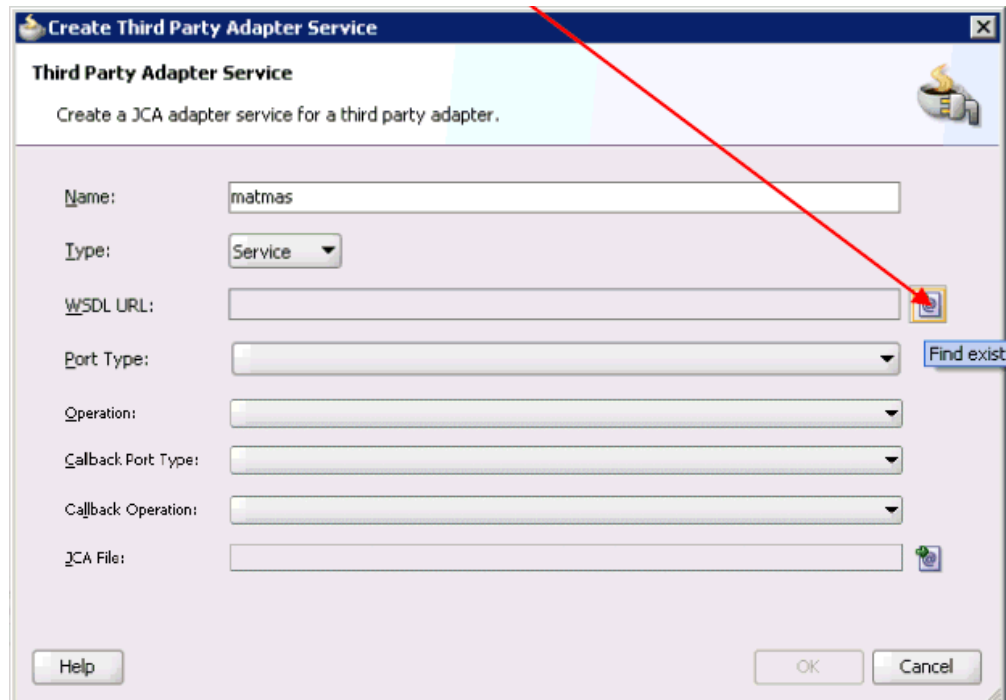 Create Third Party Adapter Service
Third Party Adapter Service
Create a JCA adapter service for a third party adapter.
Name: matmas
Type: Service
WSDL URL:
Port Type:
Find exist
Operation:
Callback Port Type:
Callback Operation:
JCA File:
Help OK Cancel